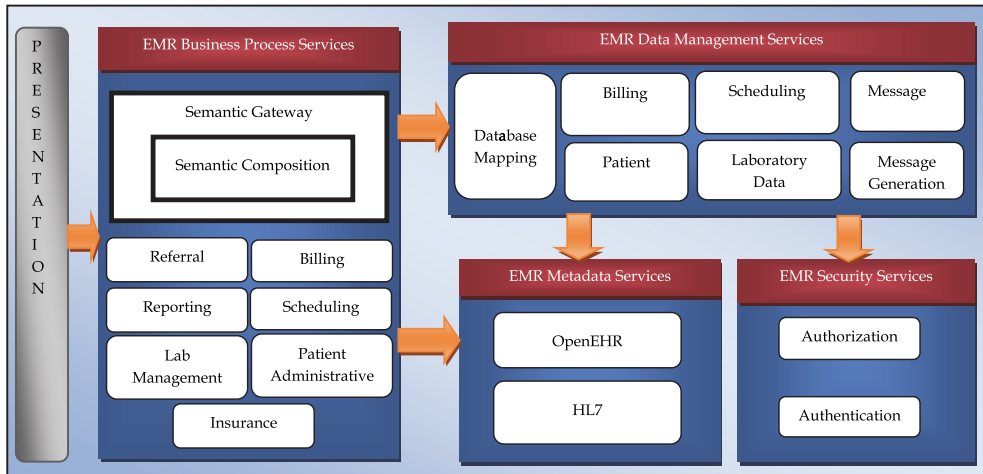 PRESENTATION
EMR Business Process Services
Semantic Gateway
Semantic Composition
Referral
Billing
Reporting
Scheduling
Lab
Management
Patient
Administrative
Insurance
EMR Data Management Services
Database
Mapping
Billing
Scheduling
Message
Patient
Laboratory
Data
Message
Generation
EMR Metadata Services
OpenEHR
HL7
EMR Security Services
Authorization
Authentication